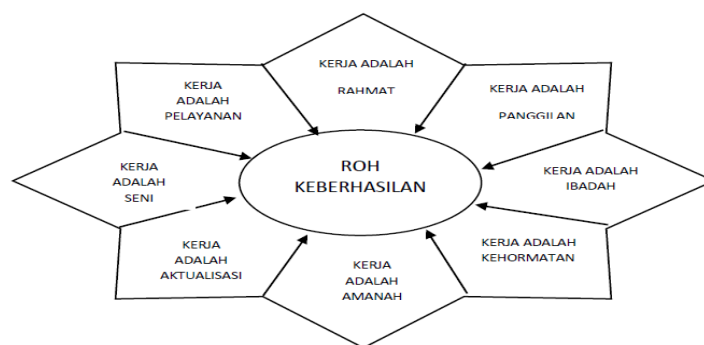 KERJA ADALAH
RAHMAT
KERJA
ADALAH
PELAYANAN
KERJA ADALAH
PANGGILAN
ROH
KEBERHASILAN
KERJA
ADALAH
SENI
KERJA ADALAH
IBADAH
KERJA
ADALAH
AKTUALISASI
KERJA
ADALAH
AMANAH
KERJA ADALAH
KEHORMATAN